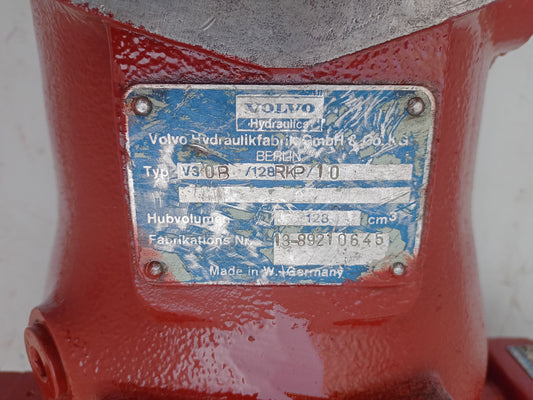 VOLVO
Hydraulics
Volvo Hydraulikfabrik GmbH & Co. KG
BERLIN
Typ V30B /128RKP/10
Hubvolumen 128 cm³
Fabrikations Nr. 13-89210645
Made in W. Germany